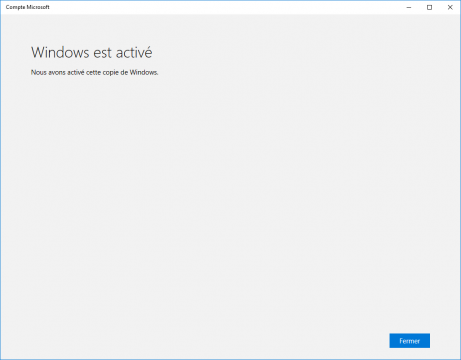 Compte Microsoft
Windows est activé
Nous avons activé cette copie de Windows.
Fermer